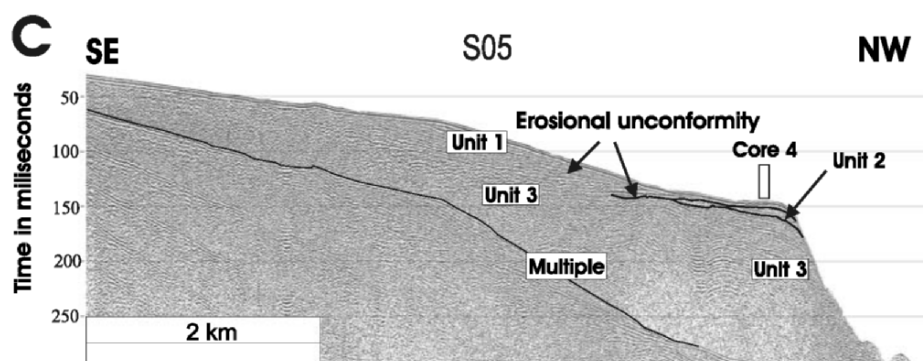 C
SE
S05
NW
Time in miliseconds
50
100
150
200
250
Erosional unconformity
Unit 1
Core 4
Unit 2
Unit 3
Multiple
Unit 3
2 km